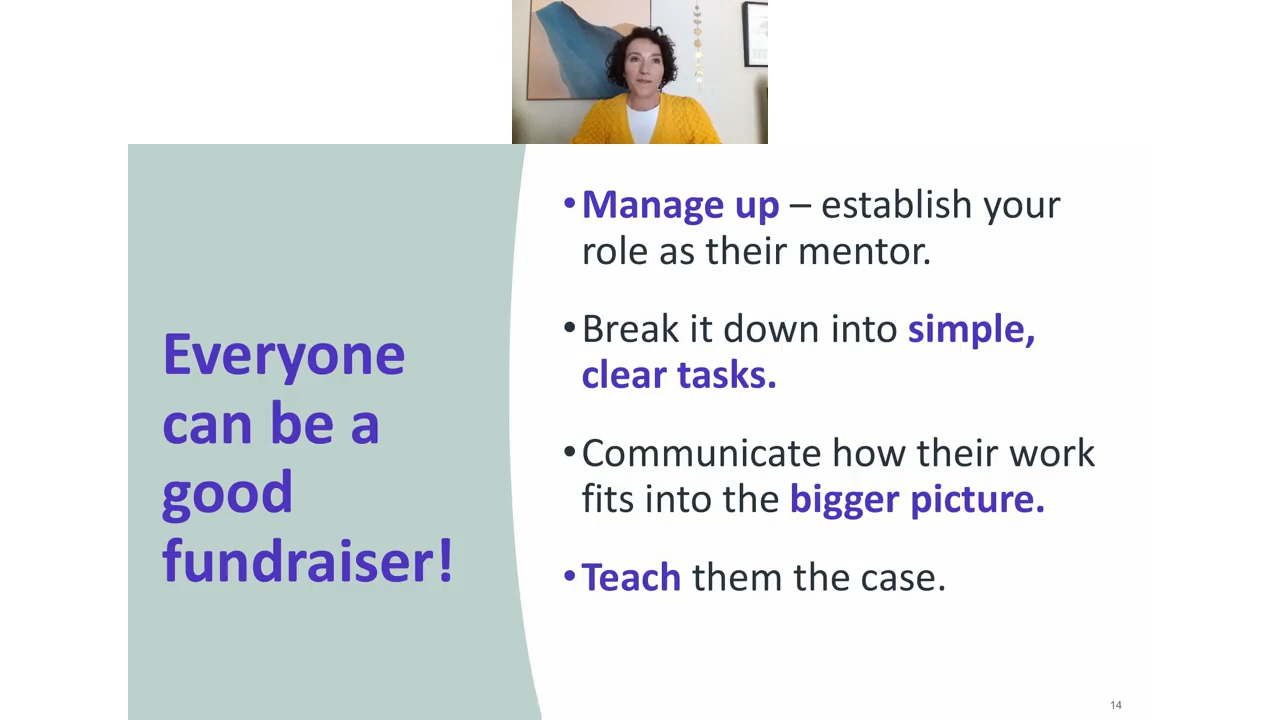 Everyone
can be a
good
fundraiser!
•Manage up – establish your
role as their mentor.
•Break it down into simple,
clear tasks.
•Communicate how their work
fits into the bigger picture.
•Teach them the case.
14